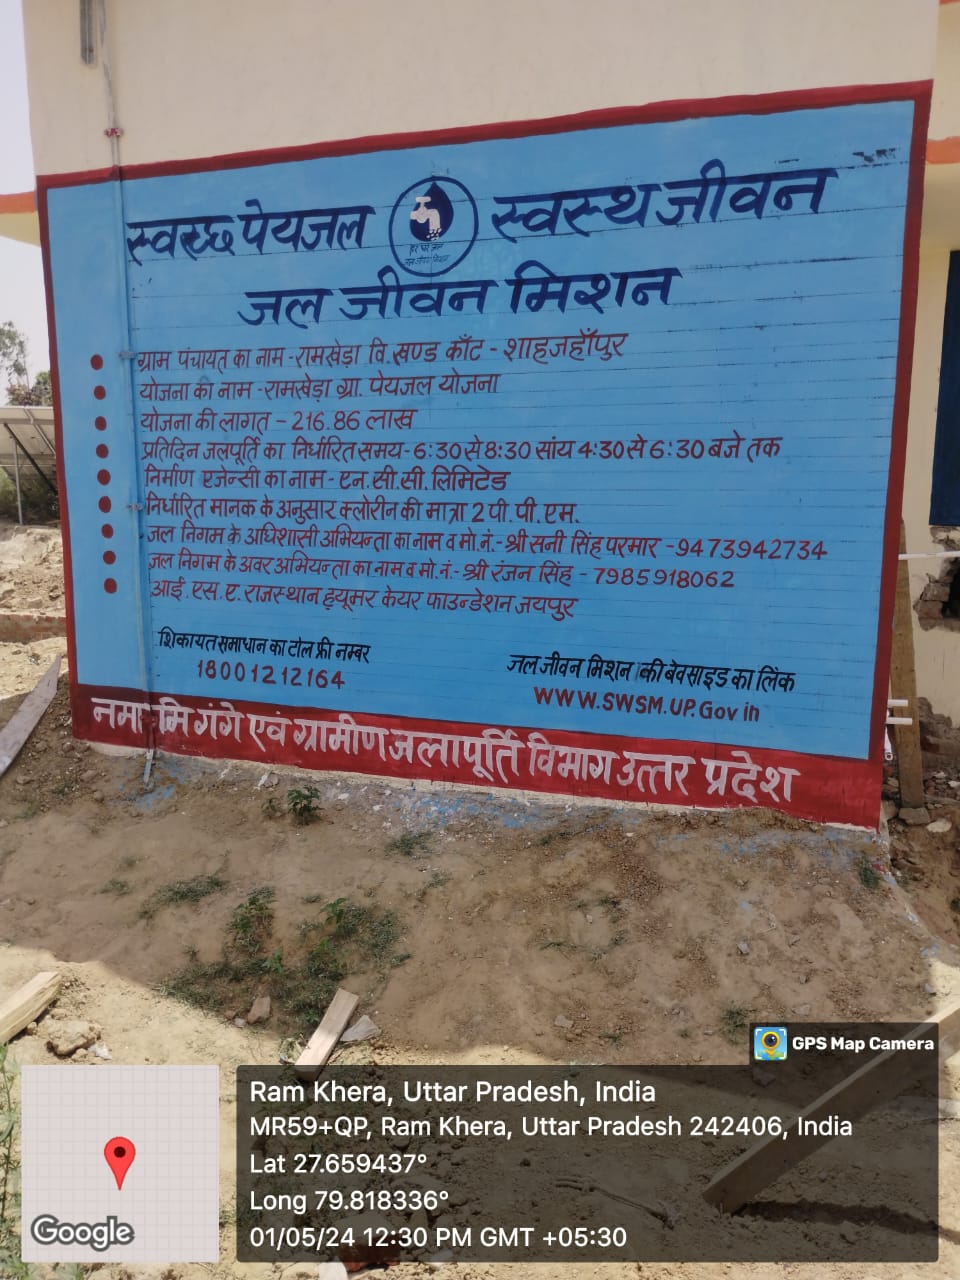 स्वच्छ पेयजल स्वस्थ जीवन
हर घर जल
जल जीवन मिशन
जल जीवन मिशन
ग्राम पंचायत का नाम - रामखेड़ा वि. खण्ड काँट - शाहजहाँपुर
योजना की नाम - रामखेड़ा ग्रा. पेयजल योजना
योजना की लागत - 216.86 लाख
प्रतिदिन जलपूर्ति का निर्धारित समय - 6:30 से 8:30 सांय 4:30 से 6:30 बजे तक
निर्माण एजेन्सी का नाम - एन. सी. सी. लिमिटेड
निर्धारित मानक के अनुसार क्लोरीन की मात्रा 2 पी. पी. एम.
जल निगम के अधिशासी अभियन्ता का नाम व मो. नं. - श्री सनी सिंह परमार - 9473942734
जल निगम के अवर अभियन्ता का नाम व मो. नं. - श्री रंजन सिंह - 7985918062
आई. एस. ए. राजस्थान ह्यूमर केयर फाउन्डेशन जयपुर
शिकायत समाधान का टोल फ्री नम्बर
18001212164
जल जीवन मिशन की बेवसाइड का लिंक
WWW.SWSM.UP.Gov in
नमामि गंगे एवं ग्रामीण जलापूर्ति विभाग उत्तर प्रदेश
GPS Map Camera
Ram Khera, Uttar Pradesh, India
MR59+QP, Ram Khera, Uttar Pradesh 242406, India
Lat 27.659437°
Long 79.818336°
01/05/24 12:30 PM GMT +05:30
Google